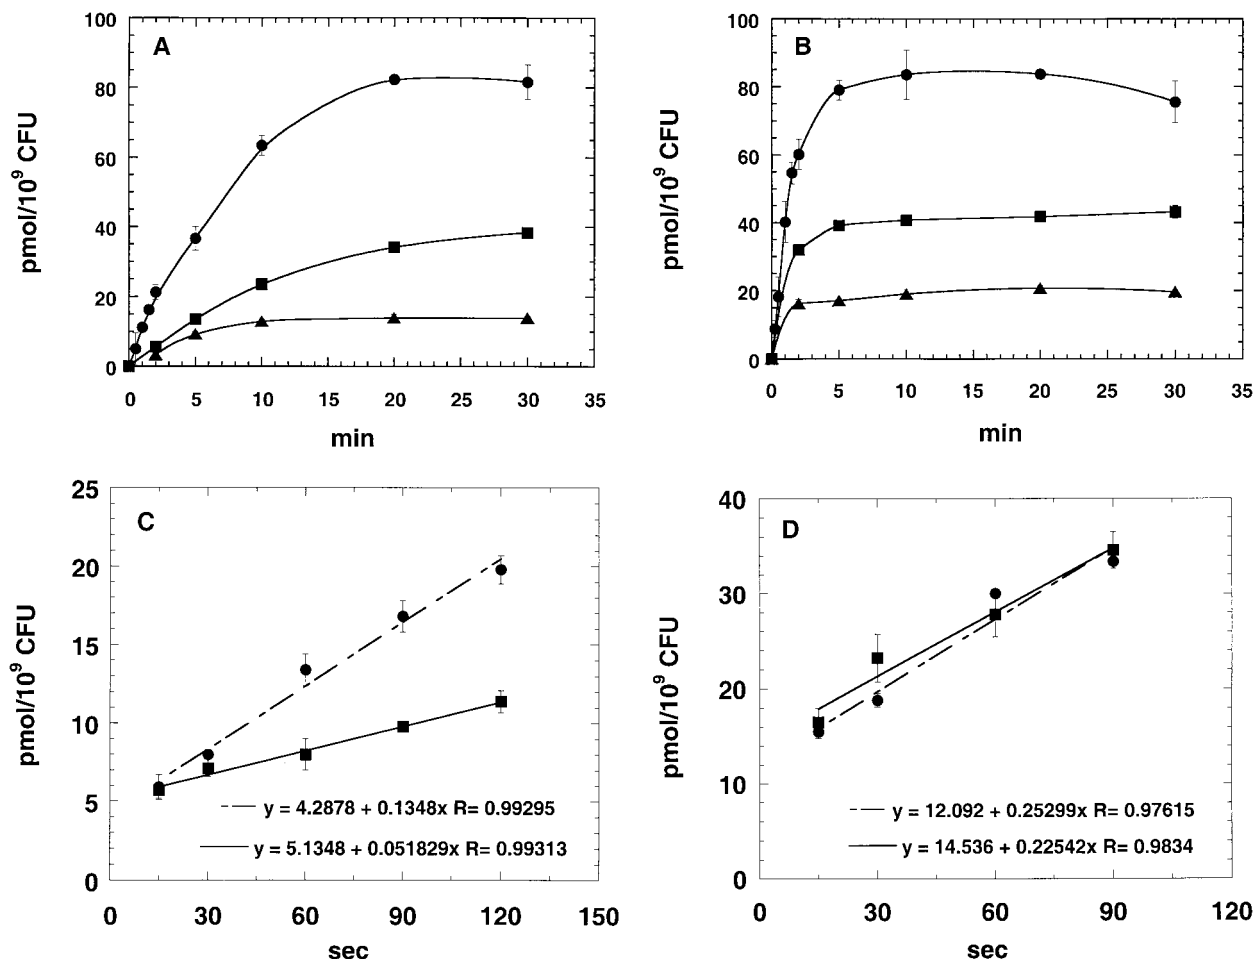 A
100
80
60
40
20
0
pmol/10⁹ CFU
0 5 10 15 20 25 30 35
min
B
100
80
60
40
20
0
pmol/10⁹ CFU
0 5 10 15 20 25 30 35
min
C
25
20
15
10
5
0
pmol/10⁹ CFU
y = 4.2878 + 0.1348x R= 0.99295
y = 5.1348 + 0.051829x R= 0.99313
0 30 60 90 120 150
sec
D
40
30
20
10
0
pmol/10⁹ CFU
y = 12.092 + 0.25299x R= 0.97615
y = 14.536 + 0.22542x R= 0.9834
0 30 60 90 120
sec